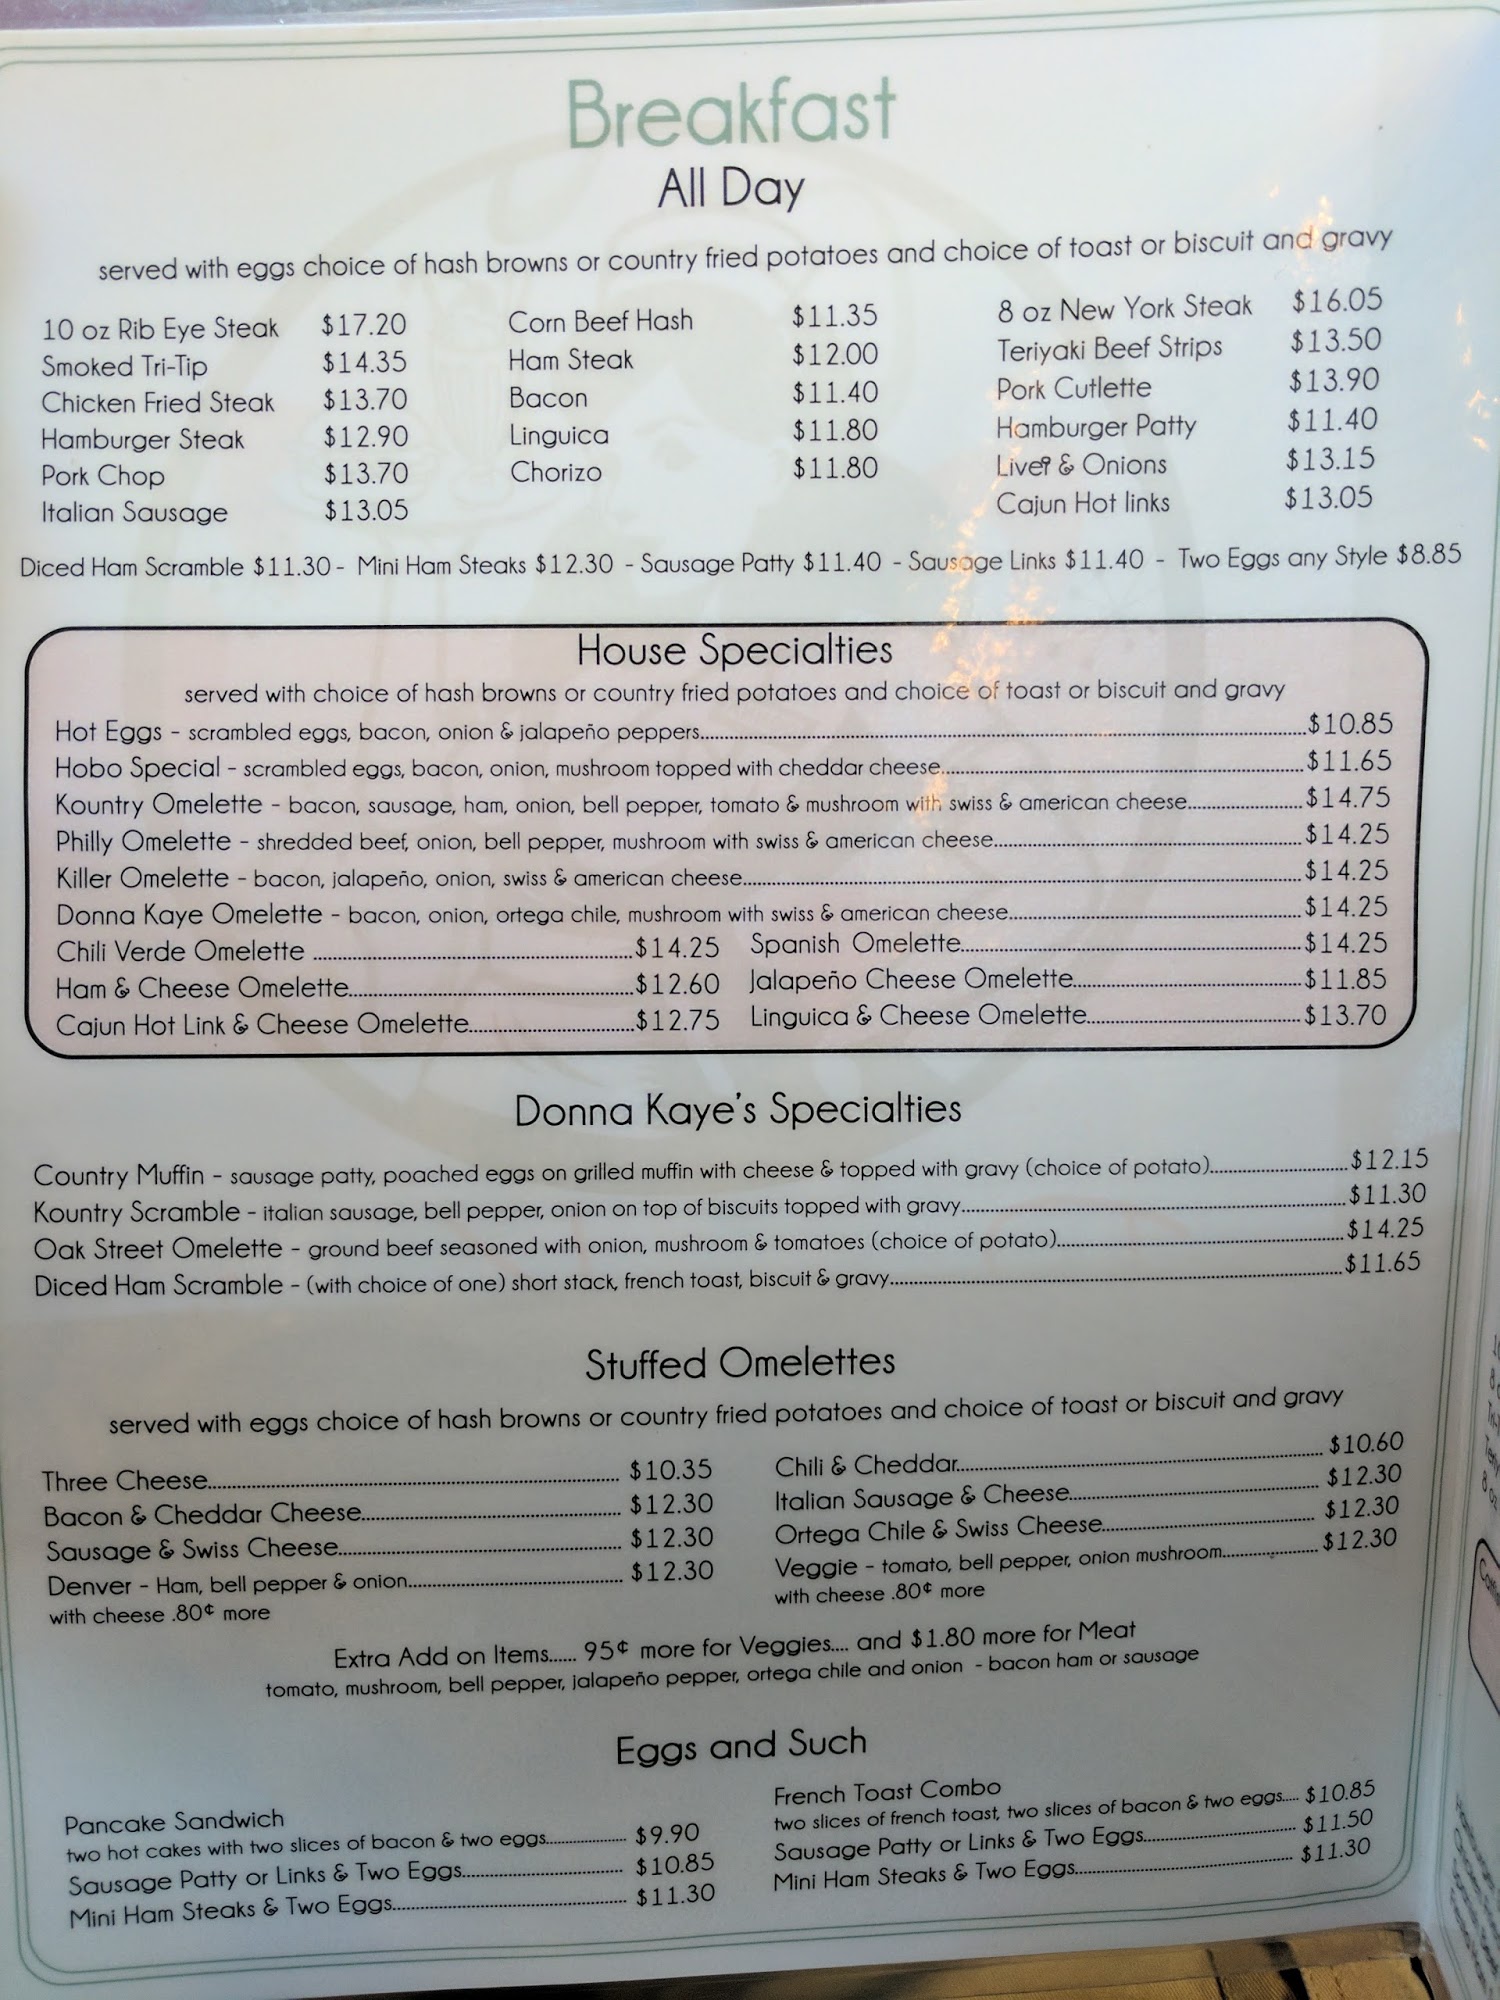 Breakfast
All Day
served with eggs choice of hash browns or country fried potatoes and choice of toast or biscuit and gravy
10 oz Rib Eye Steak $17.20
Smoked Tri-Tip $14.35
Chicken Fried Steak $13.70
Hamburger Steak $12.90
Pork Chop $13.70
Italian Sausage $13.05
Corn Beef Hash $11.35
Ham Steak $12.00
Bacon $11.40
Linguica $11.80
Chorizo $11.80
8 oz New York Steak $16.05
Teriyaki Beef Strips $13.50
Pork Cutlette $13.90
Hamburger Patty $11.40
Liver & Onions $13.15
Cajun Hot links $13.05
Diced Ham Scramble $11.30 - Mini Ham Steaks $12.30 - Sausage Patty $11.40 - Sausage Links $11.40 - Two Eggs any Style $8.85
House Specialties
served with choice of hash browns or country fried potatoes and choice of toast or biscuit and gravy
Hot Eggs - scrambled eggs, bacon, onion & jalapeño peppers...$10.85
Hobo Special - scrambled eggs, bacon, onion, mushroom topped with cheddar cheese...$11.65
Kountry Omelette - bacon, sausage, ham, onion, bell pepper, tomato & mushroom with swiss & american cheese...$14.75
Philly Omelette - shredded beef, onion, bell pepper, mushroom with swiss & american cheese...$14.25
Killer Omelette - bacon, jalapeño, onion, swiss & american cheese...$14.25
Donna Kaye Omelette - bacon, onion, ortega chile, mushroom with swiss & american cheese...$14.25
Chili Verde Omelette ...$14.25 Spanish Omelette...$14.25
Ham & Cheese Omelette...$12.60 Jalapeño Cheese Omelette...$11.85
Cajun Hot Link & Cheese Omelette...$12.75 Linguica & Cheese Omelette...$13.70
Donna Kaye's Specialties
Country Muffin - sausage patty, poached eggs on grilled muffin with cheese & topped with gravy (choice of potato)...$12.15
Kountry Scramble - italian sausage, bell pepper, onion on top of biscuits topped with gravy...$11.30
Oak Street Omelette - ground beef seasoned with onion, mushroom & tomatoes (choice of potato)...$14.25
Diced Ham Scramble - (with choice of one) short stack, french toast, biscuit & gravy...$11.65
Stuffed Omelettes
served with eggs choice of hash browns or country fried potatoes and choice of toast or biscuit and gravy
Three Cheese... $10.35
Bacon & Cheddar Cheese... $12.30
Sausage & Swiss Cheese... $12.30
Denver - Ham, bell pepper & onion... $12.30
with cheese .80¢ more
Chili & Cheddar... $10.60
Italian Sausage & Cheese... $12.30
Ortega Chile & Swiss Cheese... $12.30
Veggie - tomato, bell pepper, onion mushroom... $12.30
with cheese .80¢ more
Extra Add on Items...... 95¢ more for Veggies.... and $1.80 more for Meat
tomato, mushroom, bell pepper, jalapeño pepper, ortega chile and onion - bacon ham or sausage
Eggs and Such
Pancake Sandwich
two hot cakes with two slices of bacon & two eggs... $9.90
Sausage Patty or Links & Two Eggs... $10.85
Mini Ham Steaks & Two Eggs... $11.30
French Toast Combo
two slices of french toast, two slices of bacon & two eggs.... $10.85
Sausage Patty or Links & Two Eggs... $11.50
Mini Ham Steaks & Two Eggs... $11.30